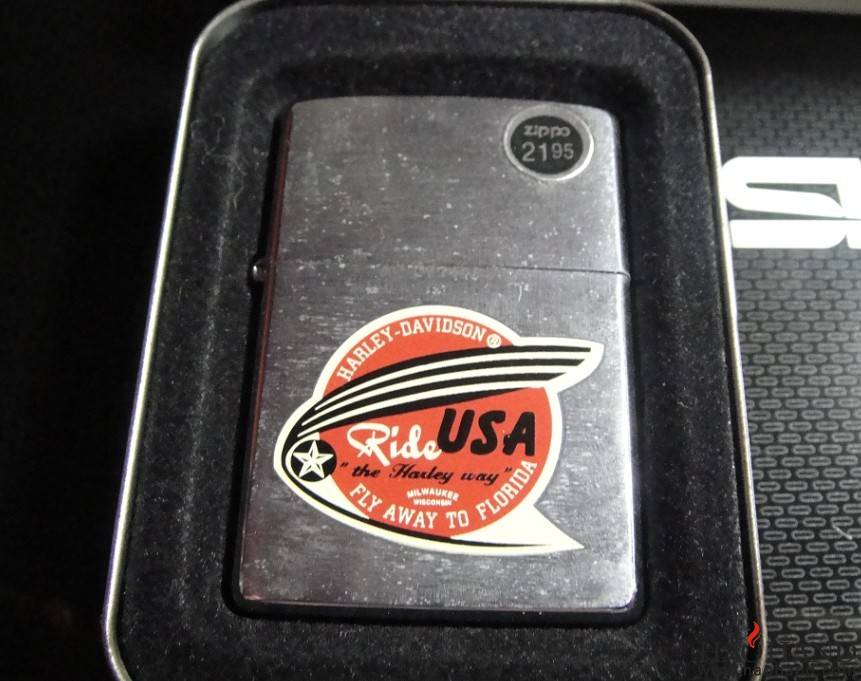 zippo
21 95
HARLEY-DAVIDSON ®
Ride USA
"the Harley way"
MILWAUKEE
WISCONSIN
FLY AWAY TO FLORIDA